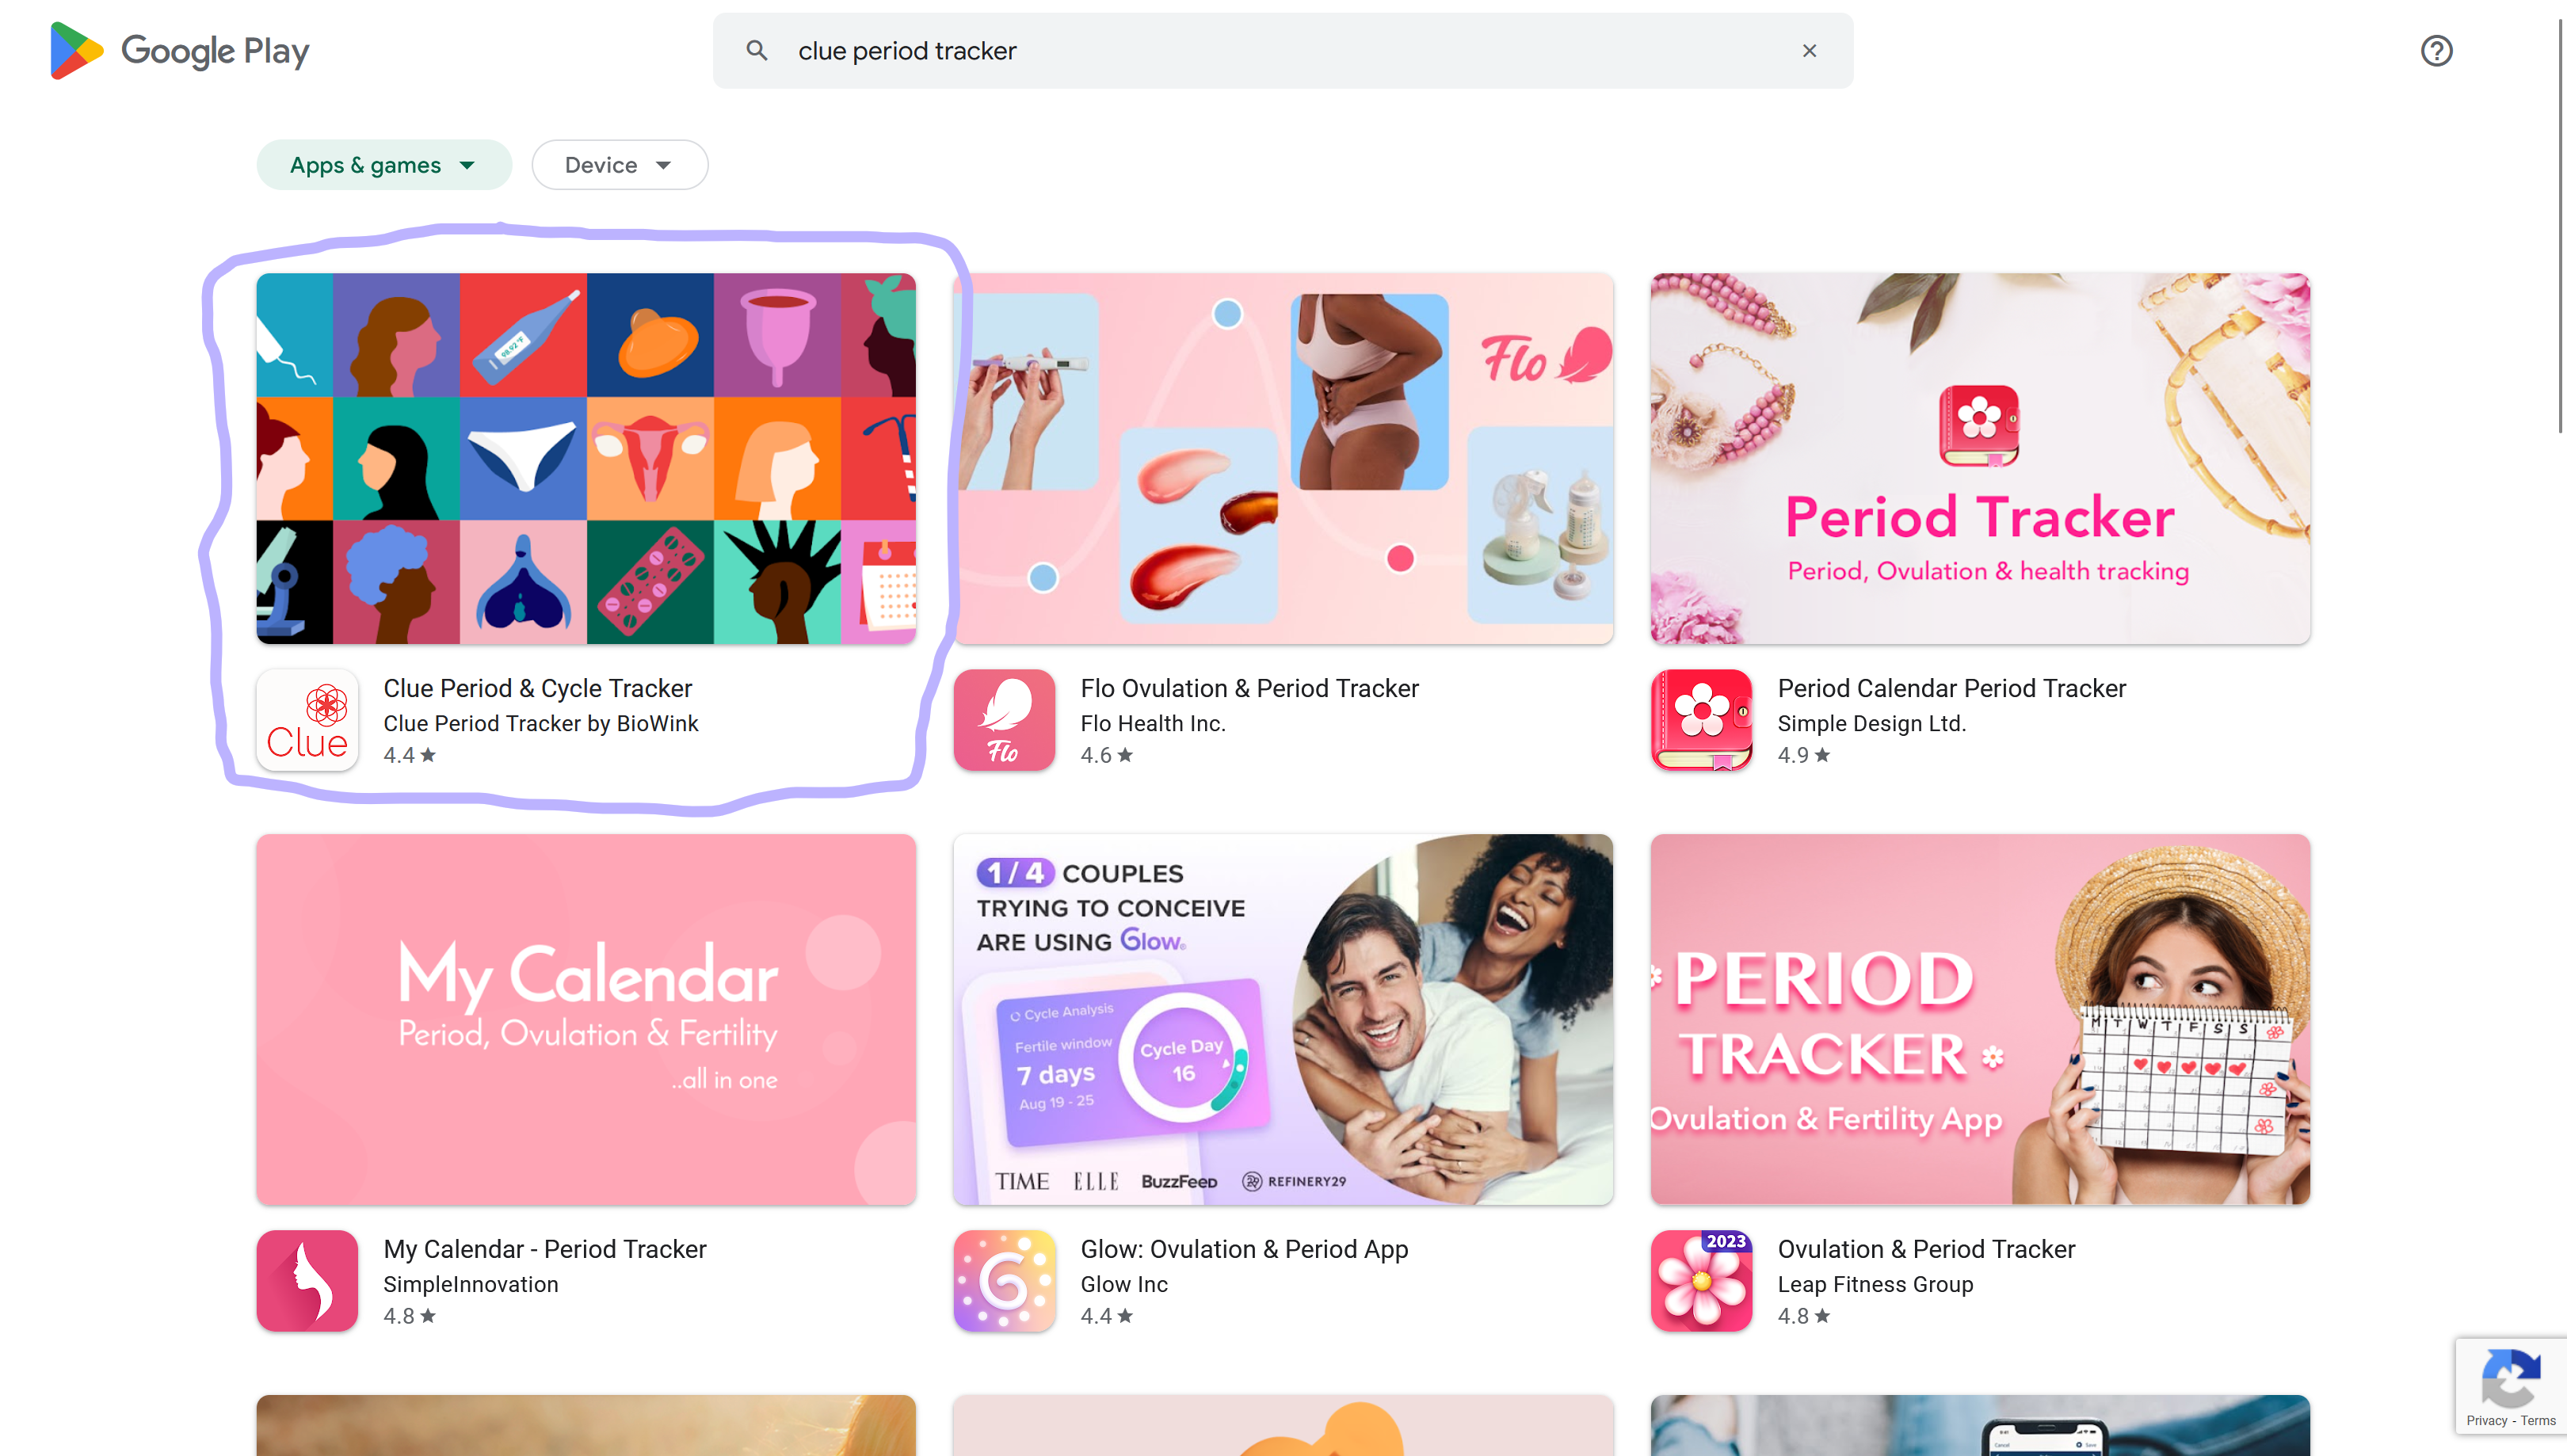 Google Play
clue period tracker
Apps & games
Device
98.92 °F
Flo
Period Tracker
Period, Ovulation & health tracking
Clue
Clue Period & Cycle Tracker
Clue Period Tracker by BioWink
4.4
Flo
Flo Ovulation & Period Tracker
Flo Health Inc.
4.6
Period Calendar Period Tracker
Simple Design Ltd.
4.9
My Calendar
Period, Ovulation & Fertility
..all in one
1/4 COUPLES
TRYING TO CONCEIVE
ARE USING Glow
Cycle Analysis
Fertile window
7 days
Aug 19 - 25
Cycle Day
16
TIME ELLE BuzzFeed REFINERY29
PERIOD
TRACKER
Ovulation & Fertility App
M T W T F S S
My Calendar - Period Tracker
SimpleInnovation
4.8
Glow: Ovulation & Period App
Glow Inc
4.4
2023
Ovulation & Period Tracker
Leap Fitness Group
4.8
Cancel
Save
Privacy - Terms